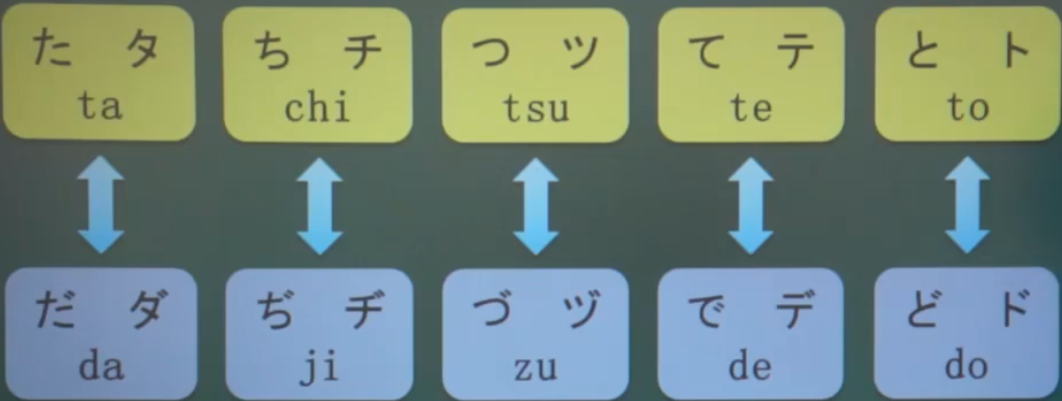 た タ ち チ つ ツ て テ と ト
ta chi tsu te to
だ ダ ぢ ヂ づ ヅ で デ ど ド
da ji zu de do